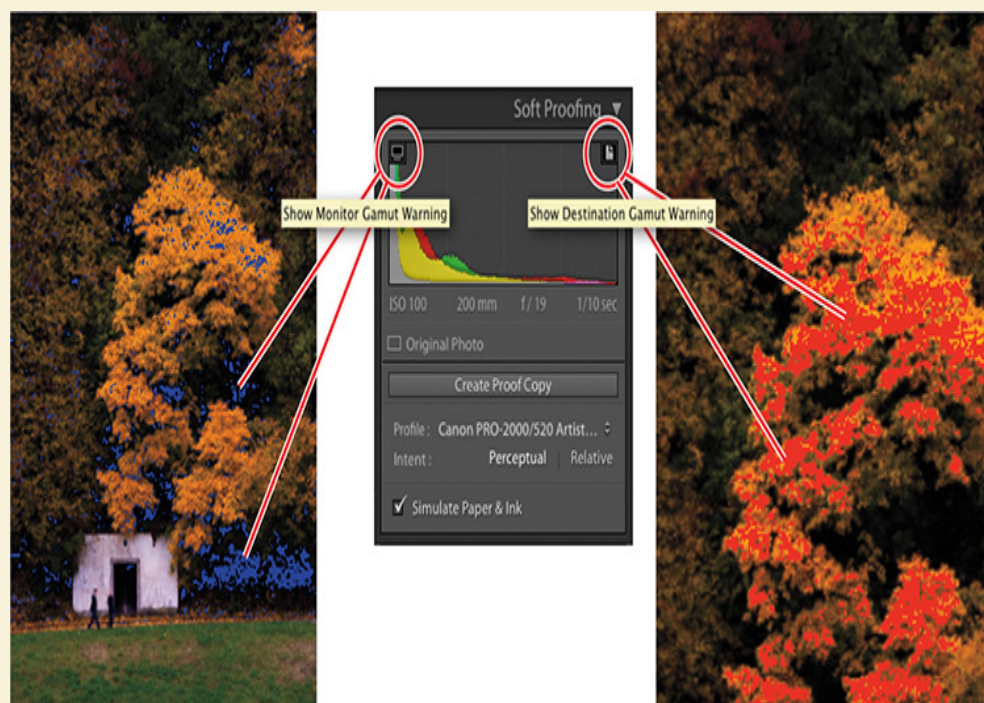 Soft Proofing
Show Monitor Gamut Warning
Show Destination Gamut Warning
ISO 100 200 mm f / 19 1/10 sec
Original Photo
Create Proof Copy
Profile : Canon PRO-2000/520 Artist...
Intent : Perceptual | Relative
Simulate Paper & Ink